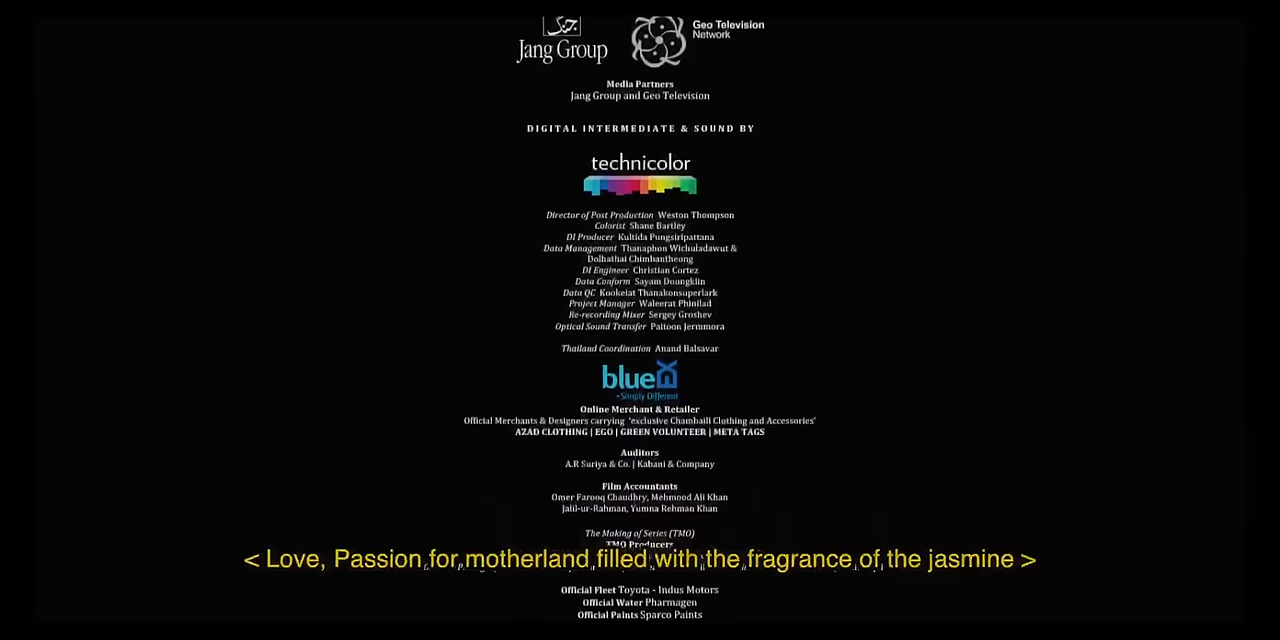 جنگ
Jang Group
Geo Television
Network
Media Partners
Jang Group and Geo Television
DIGITAL INTERMEDIATE & SOUND BY
technicolor
Director of Post Production Weston Thompson
Colorist Shane Bartley
DI Producer Kultida Pungsiripattana
Data Management Thanaphon Wichuladawut &
Dolhathai Chimbantheong
DI Engineer Christian Cortez
Data Conform Sayam Doungklin
Data QC Kookeiat Thanakonsuperlark
Project Manager Waleerat Phinilad
Re-recording Mixer Sergey Groshev
Optical Sound Transfer Paitoon Jermmora
Thailand Coordination Anand Balsavar
blueEX
-Simply Different
Online Merchant & Retailer
Official Merchants & Designers carrying 'exclusive Chambaili Clothing and Accessories'
AZAD CLOTHING | EGO | GREEN VOLUNTEER | META TAGS
Auditors
A.R Suriya & Co. | Kabani & Company
Film Accountants
Omer Farooq Chaudhry, Mehmood Ali Khan
Jalil-ur-Rahman, Yumna Rehman Khan
The Making of Series (TMO)
TMO Producers
< Love, Passion for motherland filled with the fragrance of the jasmine >
Official Fleet Toyota - Indus Motors
Official Water Pharmagen
Official Paints Sparco Paints